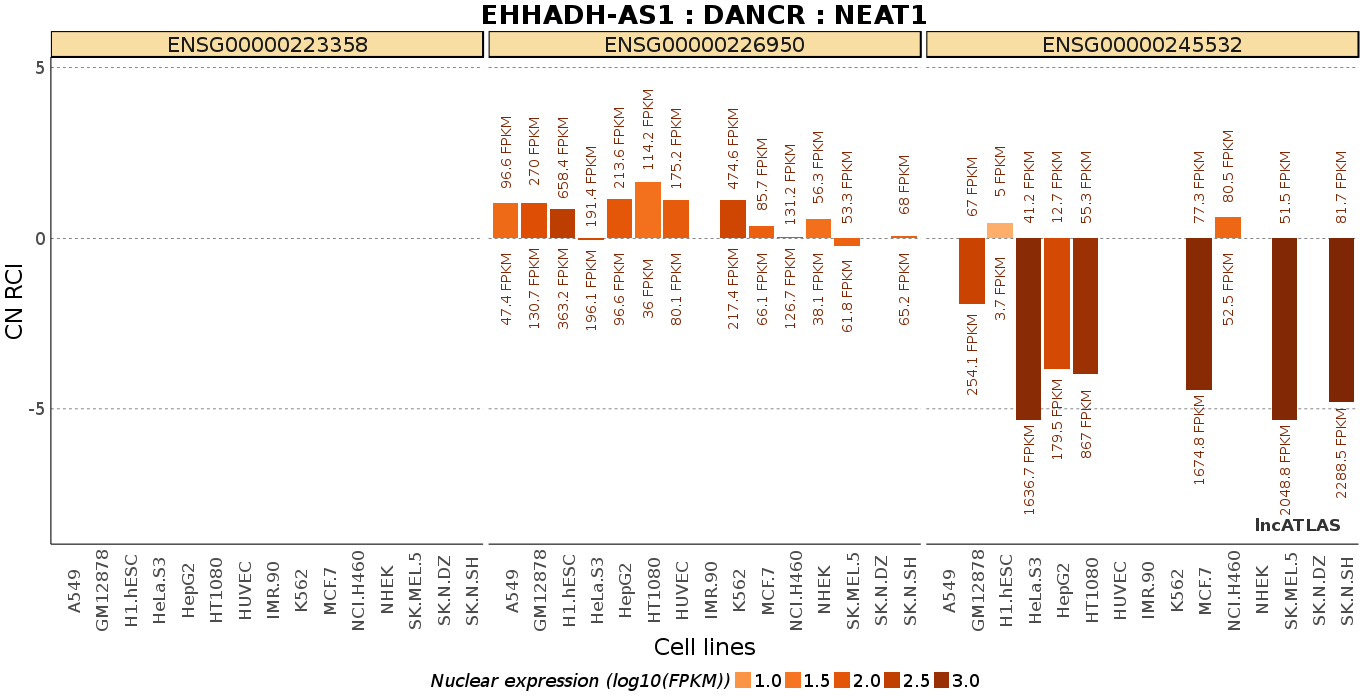 EHHADH-AS1 : DANCR : NEAT1
ENSG00000223358
ENSG00000226950
ENSG00000245532
5
0
-5
CN RCI
96.6 FPKM
270 FPKM
658.4 FPKM
191.4 FPKM
213.6 FPKM
114.2 FPKM
175.2 FPKM
474.6 FPKM
85.7 FPKM
131.2 FPKM
56.3 FPKM
53.3 FPKM
68 FPKM
47.4 FPKM
130.7 FPKM
363.2 FPKM
196.1 FPKM
96.6 FPKM
36 FPKM
80.1 FPKM
217.4 FPKM
66.1 FPKM
126.7 FPKM
38.1 FPKM
61.8 FPKM
65.2 FPKM
67 FPKM
5 FPKM
41.2 FPKM
12.7 FPKM
55.3 FPKM
77.3 FPKM
80.5 FPKM
51.5 FPKM
81.7 FPKM
254.1 FPKM
3.7 FPKM
1636.7 FPKM
179.5 FPKM
867 FPKM
1674.8 FPKM
52.5 FPKM
2048.8 FPKM
2288.5 FPKM
lncATLAS
A549
GM12878
H1.hESC
HeLa.S3
HepG2
HT1080
HUVEC
IMR.90
K562
MCF.7
NCI.H460
NHEK
SK.MEL.5
SK.N.DZ
SK.N.SH
A549
GM12878
H1.hESC
HeLa.S3
HepG2
HT1080
HUVEC
IMR.90
K562
MCF.7
NCI.H460
NHEK
SK.MEL.5
SK.N.DZ
SK.N.SH
A549
GM12878
H1.hESC
HeLa.S3
HepG2
HT1080
HUVEC
IMR.90
K562
MCF.7
NCI.H460
NHEK
SK.MEL.5
SK.N.DZ
SK.N.SH
Cell lines
Nuclear expression (log10(FPKM)) 1.0 1.5 2.0 2.5 3.0